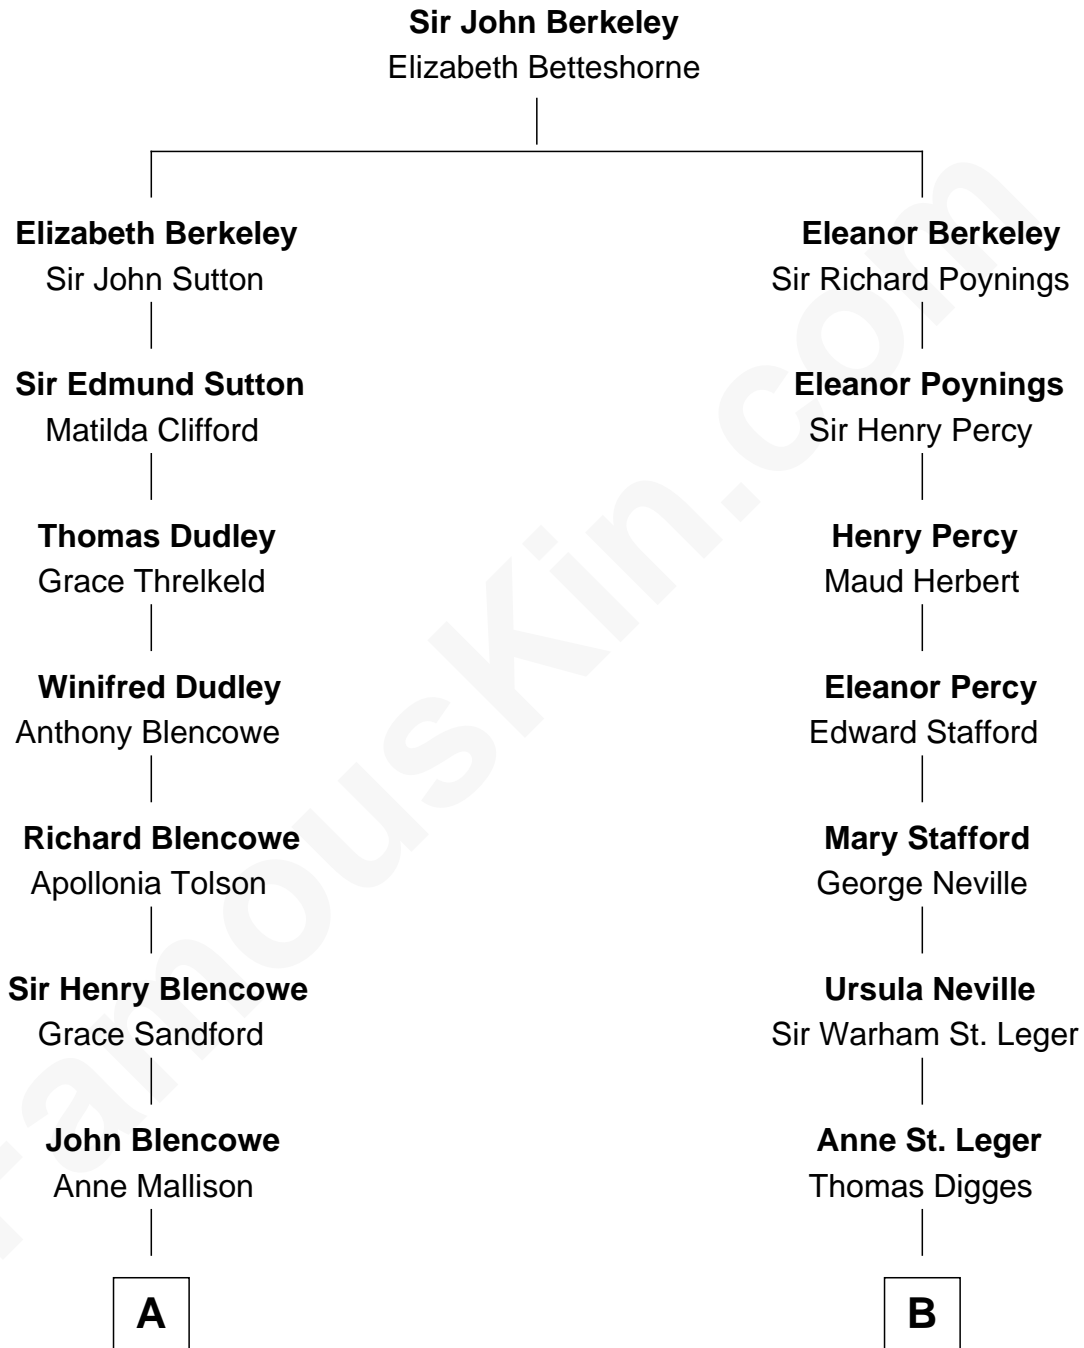 Sir John Berkeley
Elizabeth Betteshorne
Elizabeth Berkeley
Sir John Sutton
Eleanor Berkeley
Sir Richard Poynings
Sir Edmund Sutton
Matilda Clifford
Eleanor Poynings
Sir Henry Percy
Thomas Dudley
Grace Threlkeld
Henry Percy
Maud Herbert
Winifred Dudley
Anthony Blencowe
Eleanor Percy
Edward Stafford
Richard Blencowe
Apollonia Tolson
Mary Stafford
George Neville
Sir Henry Blencowe
Grace Sandford
Ursula Neville
Sir Warham St. Leger
John Blencowe
Anne Mallison
Anne St. Leger
Thomas Digges
A
B
FamousKin.com